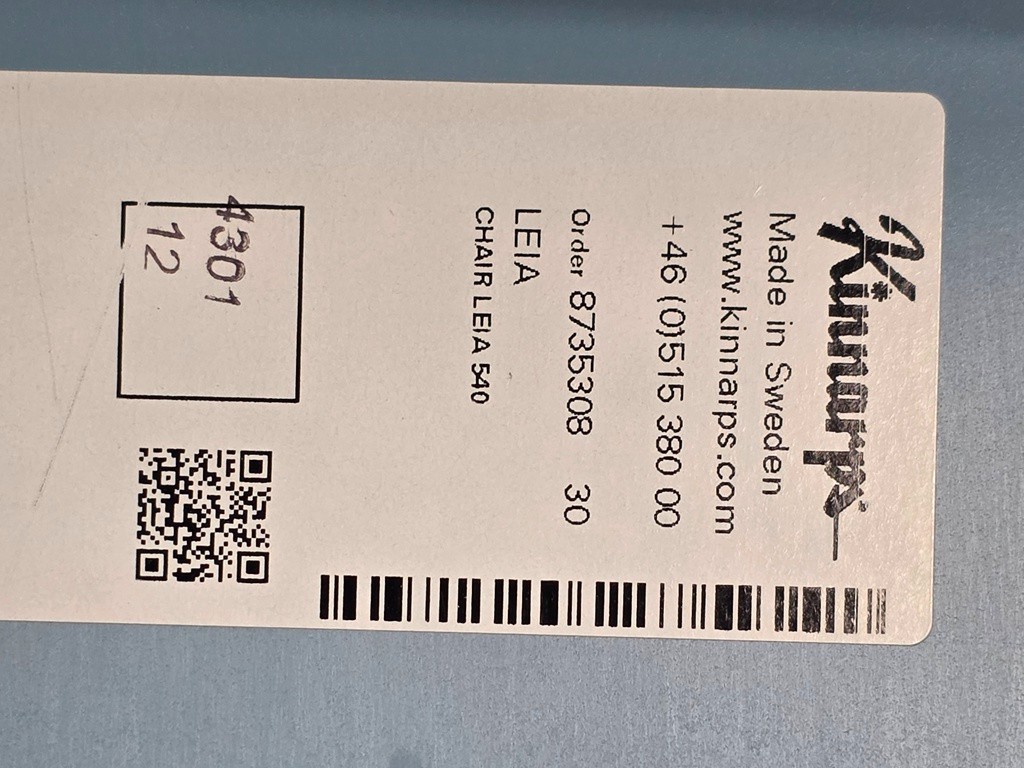 Kinnarps
Made in Sweden
www.kinnarps.com
+46 (0)515 380 00
Order 8735308 30
LEIA
CHAIR LEIA 540
4301
12